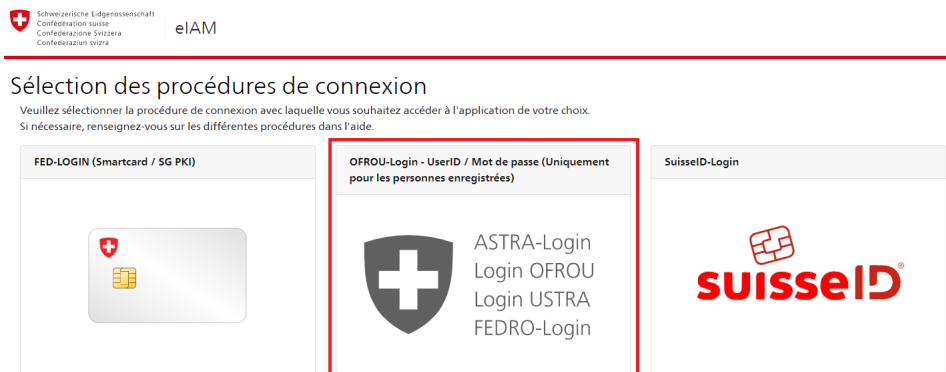 Schweizerische Eidgenossenschaft
Confédération suisse
Confederazione Svizzera
Confederaziun svizra
eIAM
Sélection des procédures de connexion
Veuillez sélectionner la procédure de connexion avec laquelle vous souhaitez accéder à l'application de votre choix.
Si nécessaire, renseignez-vous sur les différentes procédures dans l'aide.
FED-LOGIN (Smartcard / SG PKI)
OFROU-Login - UserID / Mot de passe (Uniquement
pour les personnes enregistrées)
SuisseID-Login
ASTRA-Login
Login OFROU
Login USTRA
FEDRO-Login
suisseID®